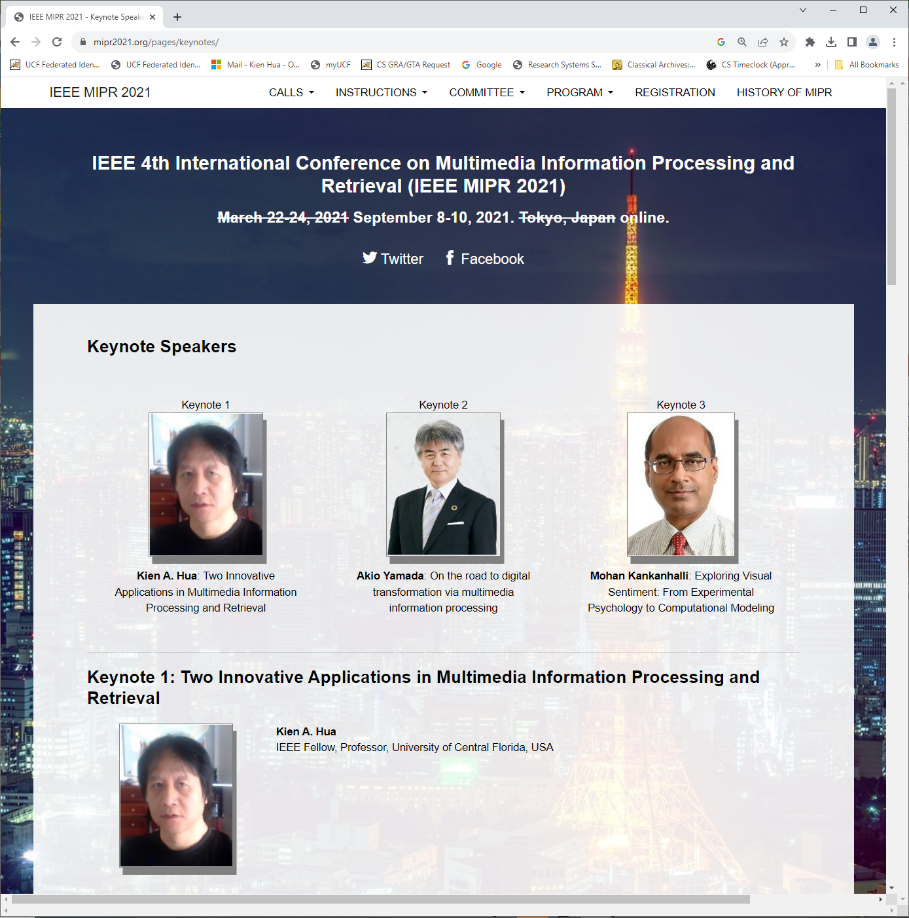 IEEE MIPR 2021 - Keynote Speak
mipr2021.org/pages/keynotes/
UCF Federated Iden... UCF Federated Iden... Mail - Kien Hua - O... myUCF CS GRA/GTA Request Google Research Systems S... Classical Archives:... CS Timeclock (Appr... » All Bookmarks
IEEE MIPR 2021 CALLS INSTRUCTIONS COMMITTEE PROGRAM REGISTRATION HISTORY OF MIPR
IEEE 4th International Conference on Multimedia Information Processing and
Retrieval (IEEE MIPR 2021)
March 22-24, 2021 September 8-10, 2021. Tokyo, Japan online.
Twitter Facebook
Keynote Speakers
Keynote 1
Kien A. Hua: Two Innovative
Applications in Multimedia Information
Processing and Retrieval
Keynote 2
Akio Yamada: On the road to digital
transformation via multimedia
information processing
Keynote 3
Mohan Kankanhalli: Exploring Visual
Sentiment: From Experimental
Psychology to Computational Modeling
Keynote 1: Two Innovative Applications in Multimedia Information Processing and
Retrieval
Kien A. Hua
IEEE Fellow, Professor, University of Central Florida, USA